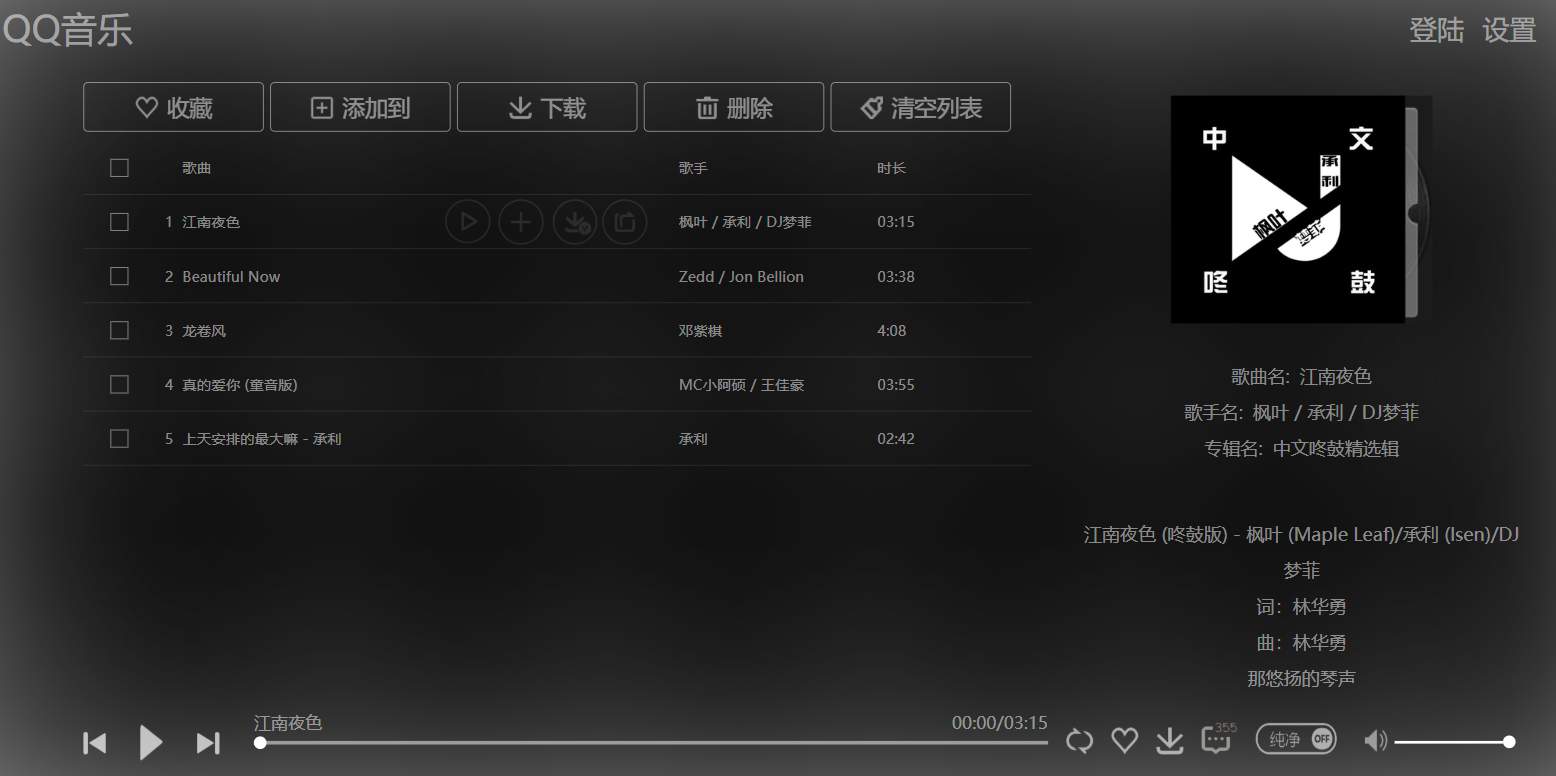 QQ音乐
登陆 设置
收藏 添加到 下载 删除 清空列表
歌曲 歌手 时长
1 江南夜色 枫叶 / 承利 / DJ梦菲 03:15
2 Beautiful Now Zedd / Jon Bellion 03:38
3 龙卷风 邓紫棋 4:08
4 真的爱你 (童音版) MC小阿硕 / 王佳豪 03:55
5 上天安排的最大嘛 - 承利 承利 02:42
中 文
承利
枫叶
咚 鼓
歌曲名: 江南夜色
歌手名: 枫叶 / 承利 / DJ梦菲
专辑名: 中文咚鼓精选辑
江南夜色 (咚鼓版) - 枫叶 (Maple Leaf)/承利 (Isen)/DJ
梦菲
词：林华勇
曲：林华勇
那悠扬的琴声
江南夜色 00:00/03:15
355
纯净 OFF